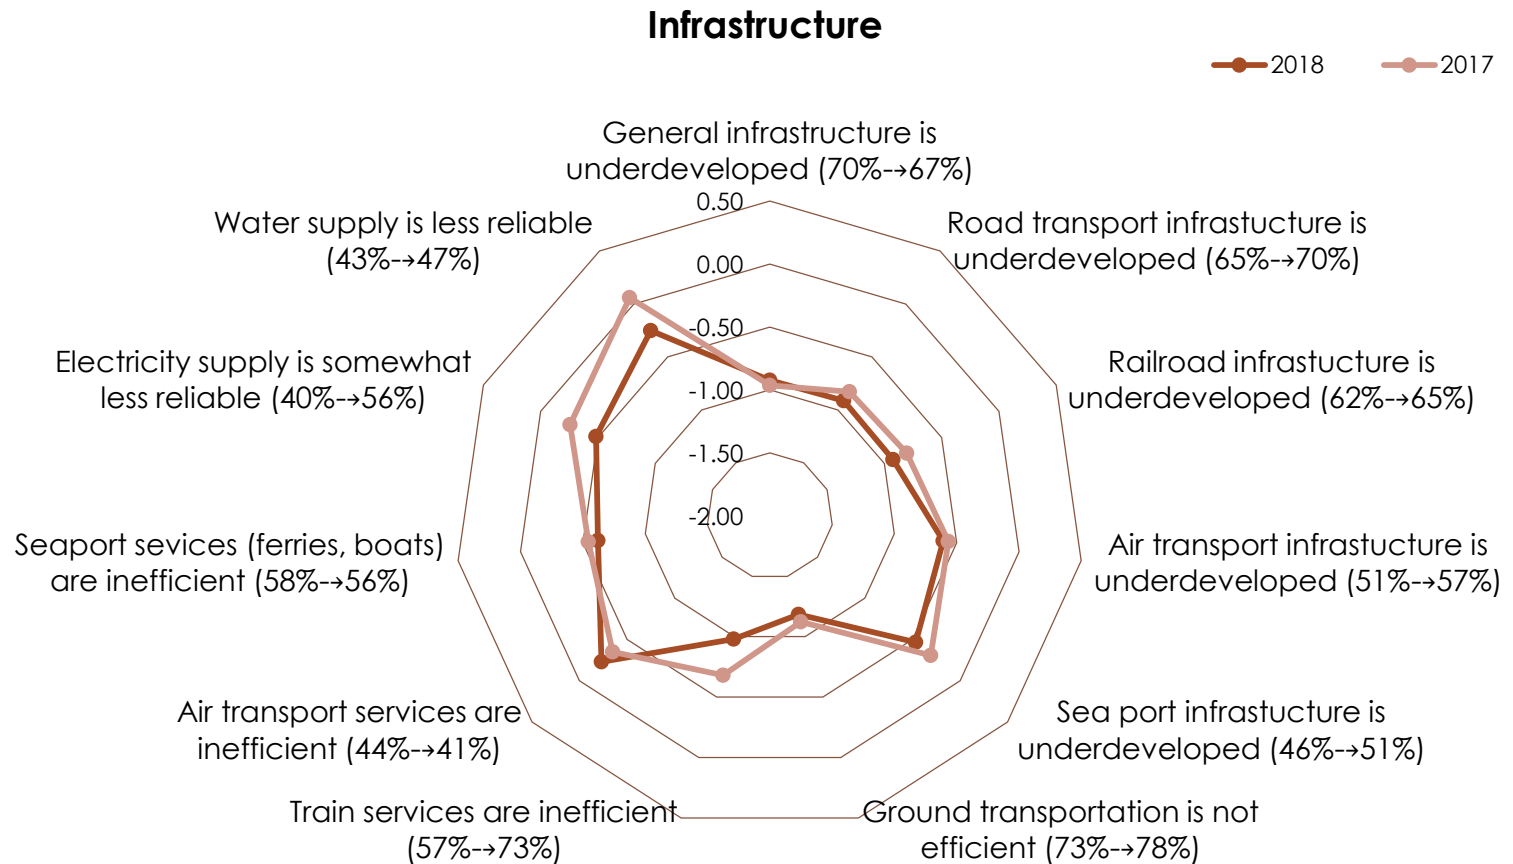 Infrastructure
2018
2017
General infrastructure is
underdeveloped (70%-→67%)
Road transport infrastucture is
underdeveloped (65%-→70%)
Railroad infrastucture is
underdeveloped (62%-→65%)
Air transport infrastucture is
underdeveloped (51%-→57%)
Sea port infrastucture is
underdeveloped (46%-→51%)
Ground transportation is not
efficient (73%-→78%)
Train services are inefficient
(57%-→73%)
Air transport services are
inefficient (44%-→41%)
Seaport sevices (ferries, boats)
are inefficient (58%-→56%)
Electricity supply is somewhat
less reliable (40%-→56%)
Water supply is less reliable
(43%-→47%)
0.50
0.00
-0.50
-1.00
-1.50
-2.00